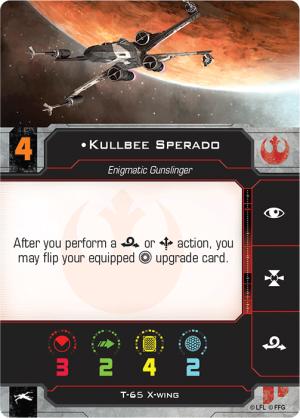 4
•Kullbee Sperado
Enigmatic Gunslinger
After you perform a or action, you
may flip your equipped upgrade card.
3 2 4 2
T-65 X-wing
©LFL ©FFG